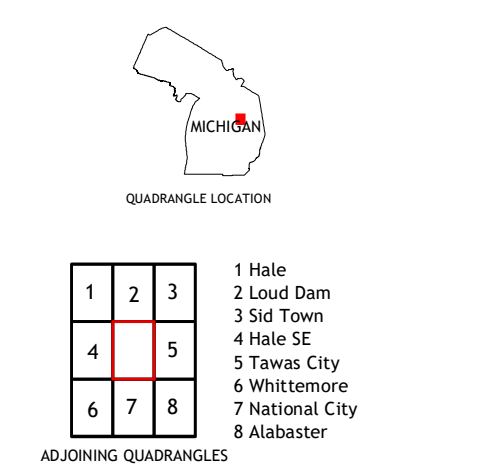 MICHIGAN
QUADRANGLE LOCATION
1 2 3
4 5
6 7 8
1 Hale
2 Loud Dam
3 Sid Town
4 Hale SE
5 Tawas City
6 Whittemore
7 National City
8 Alabaster
ADJOINING QUADRANGLES